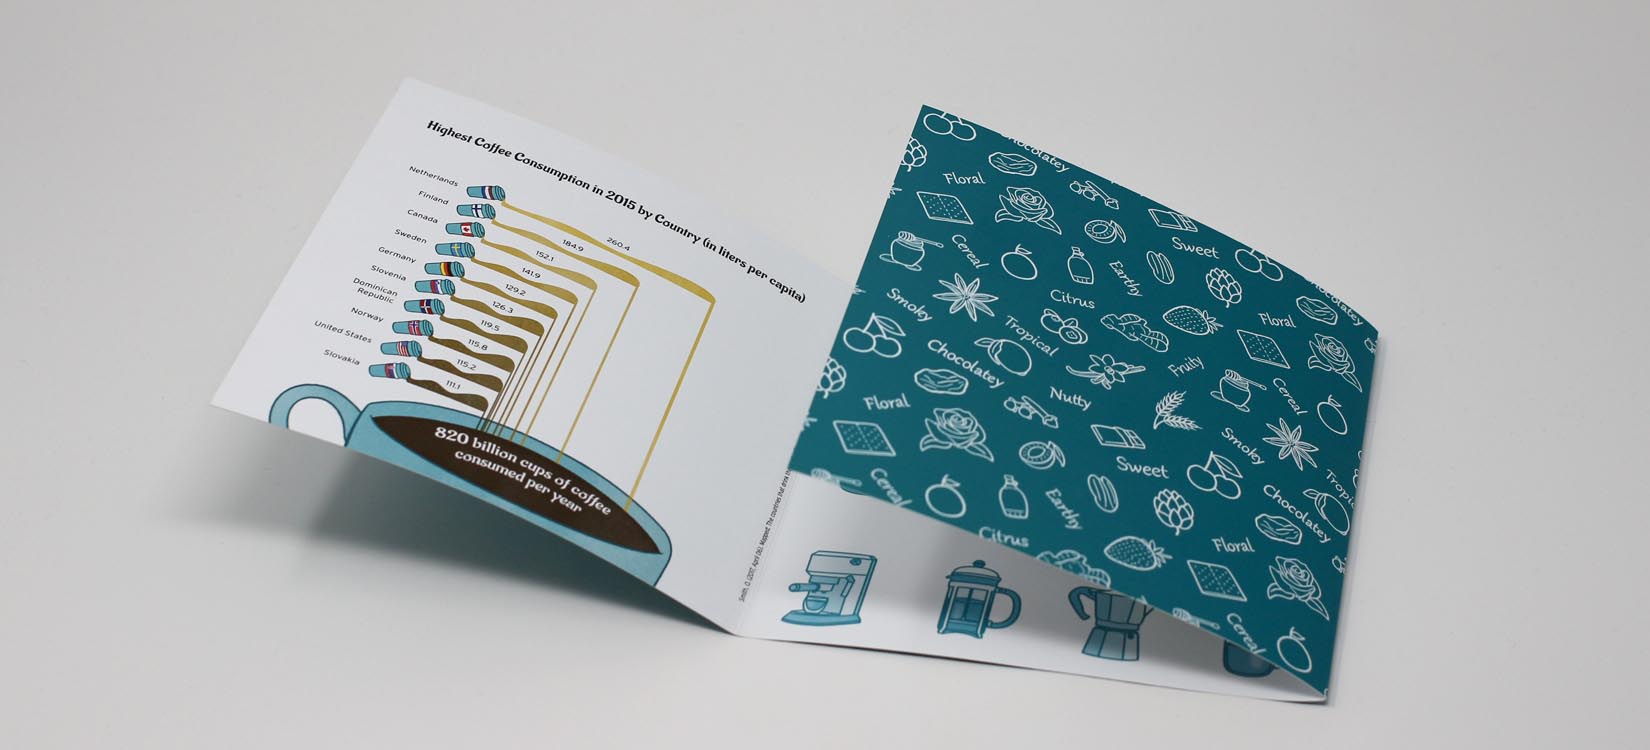 Highest Coffee Consumption in 2015 by Country (in liters per capita)
Netherlands
260.4
Finland
184.9
Canada
152.1
Sweden
141.9
Germany
129.2
Slovenia
126.3
Dominican
Republic
119.5
Norway
115.8
United States
115.2
Slovakia
111.1
820 billion cups of coffee
consumed per year
Smith, O. (2017, April 06). Mapped: The countries that drink
Chocolatey
Floral
Sweet
Cereal
Earthy
Citrus
Chocolatey
Floral
Smoky
Tropical
Fruity
Chocolatey
Nutty
Cereal
Floral
Smoky
Sweet
Tropic
Chocolatey
Cereal
Earthy
Citrus
Floral
Cereal